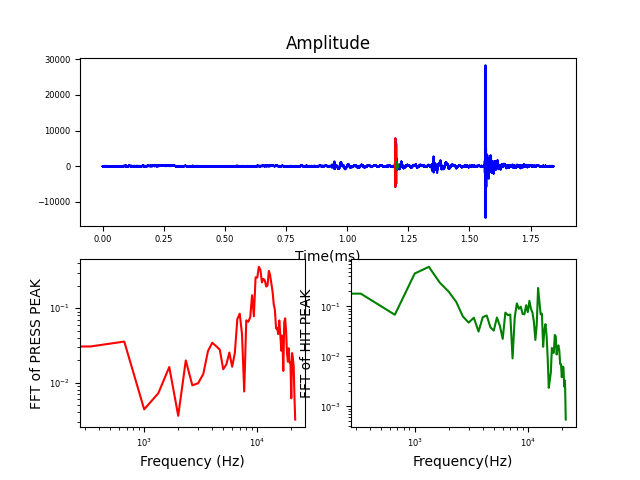 Amplitude
30000
20000
10000
0
−10000
0.00 0.25 0.50 0.75 1.00 1.25 1.50 1.75
Time(ms)
FFT of PRESS PEAK
10⁻¹
10⁻²
10³ 10⁴
Frequency (Hz)
FFT of HIT PEAK
10⁻¹
10⁻²
10⁻³
10³ 10⁴
Frequency(Hz)